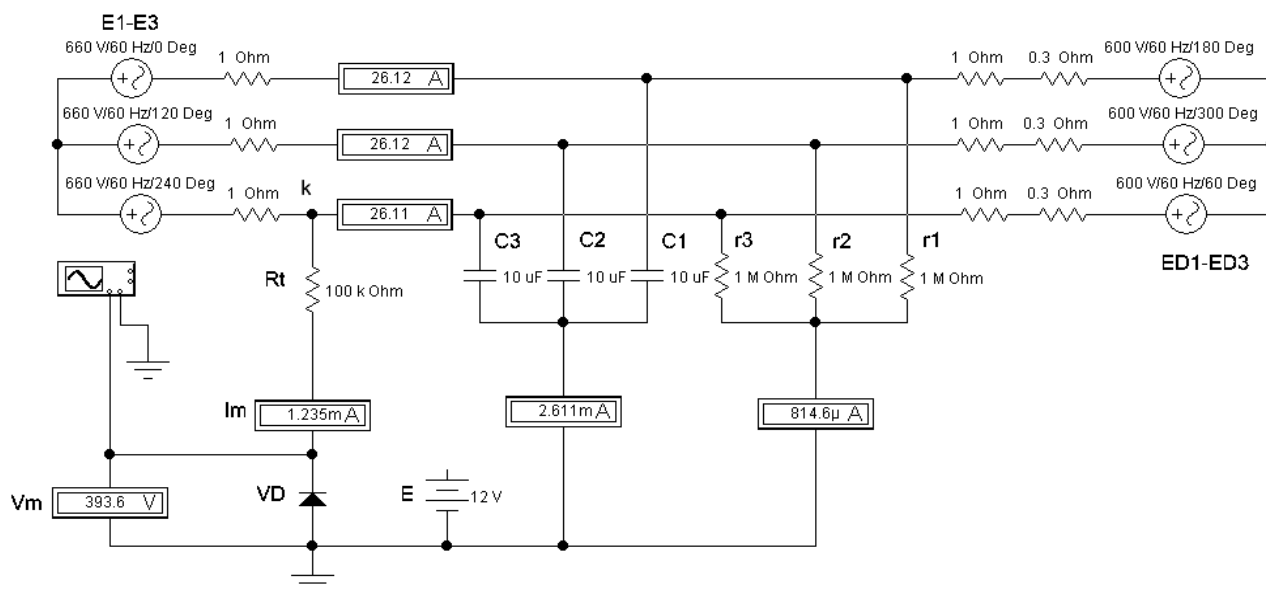 E1-E3
660 V/60 Hz/0 Deg
1 Ohm
26.12 A
1 Ohm
0.3 Ohm
600 V/60 Hz/180 Deg
660 V/60 Hz/120 Deg
1 Ohm
26.12 A
1 Ohm
0.3 Ohm
600 V/60 Hz/300 Deg
660 V/60 Hz/240 Deg
1 Ohm
k
26.11 A
1 Ohm
0.3 Ohm
600 V/60 Hz/60 Deg
C3
C2
C1
r3
r2
r1
ED1-ED3
Rt
100 k Ohm
10 uF
10 uF
10 uF
1 M Ohm
1 M Ohm
1 M Ohm
Im
1.235m A
2.611m A
814.6µ A
Vm
393.6 V
VD
E
12 V